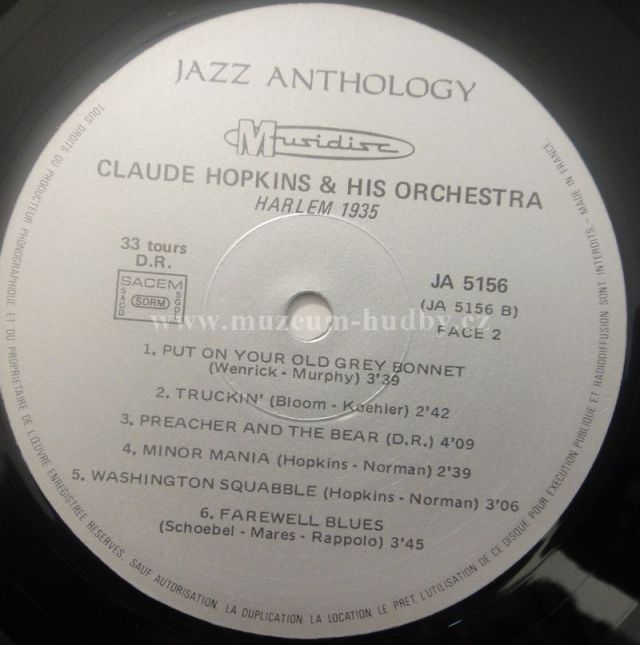 JAZZ ANTHOLOGY
Musidisc
CLAUDE HOPKINS & HIS ORCHESTRA
HARLEM 1935
33 tours
D.R.
SACEM
SACD
SDRM
SGDL
JA 5156
(JA 5156 B)
FACE 2
www.muzeum-hudby.cz
1. PUT ON YOUR OLD GREY BONNET
(Wenrick - Murphy) 3'39
2. TRUCKIN' (Bloom - Koehler) 2'42
3. PREACHER AND THE BEAR (D.R.) 4'09
4. MINOR MANIA (Hopkins - Norman) 2'39
5. WASHINGTON SQUABBLE (Hopkins - Norman) 3'06
6. FAREWELL BLUES
(Schoebel - Mares - Rappolo) 3'45
TOUS DROITS DU PRODUCTEUR PHONOGRAPHIQUE ET DU PROPRIETAIRE DE L'ŒUVRE ENREGISTREE RESERVES. SAUF AUTORISATION, LA DUPLICATION, LA LOCATION, LE PRET, L'UTILISATION DE CE DISQUE POUR EXECUTION PUBLIQUE ET RADIODIFFUSION SONT INTERDITS - MADE IN FRANCE.